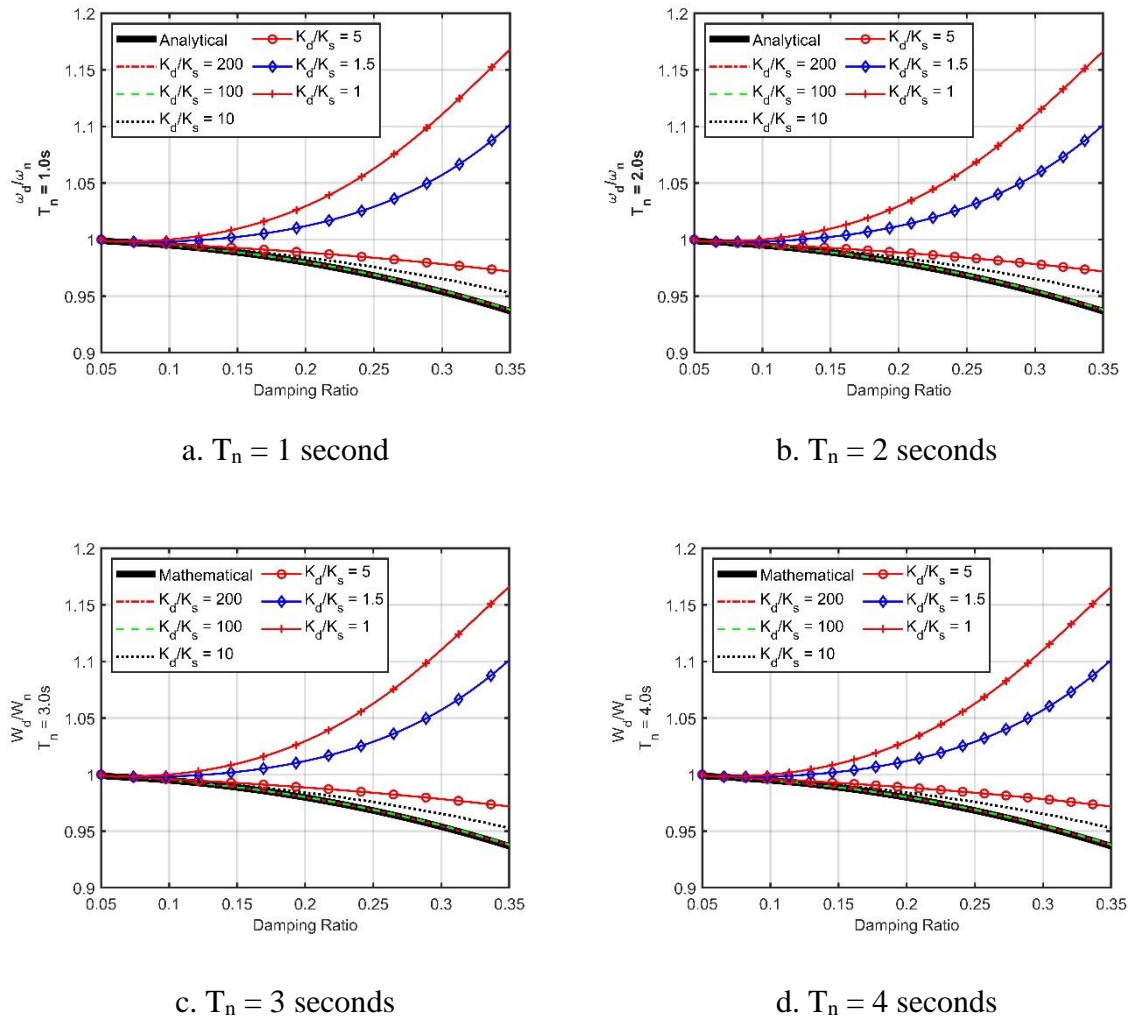 1.2
1.15
1.1
1.05
1
0.95
0.9
ω_d/ω_n
T_n = 1.0s
Analytical
K_d/K_s = 200
K_d/K_s = 100
K_d/K_s = 10
K_d/K_s = 5
K_d/K_s = 1.5
K_d/K_s = 1
0.05 0.1 0.15 0.2 0.25 0.3 0.35
Damping Ratio
a. T_n = 1 second
1.2
1.15
1.1
1.05
1
0.95
0.9
ω_d/ω_n
T_n = 2.0s
Analytical
K_d/K_s = 200
K_d/K_s = 100
K_d/K_s = 10
K_d/K_s = 5
K_d/K_s = 1.5
K_d/K_s = 1
0.05 0.1 0.15 0.2 0.25 0.3 0.35
Damping Ratio
b. T_n = 2 seconds
1.2
1.15
1.1
1.05
1
0.95
0.9
W_d/W_n
T_n = 3.0s
Mathematical
K_d/K_s = 200
K_d/K_s = 100
K_d/K_s = 10
K_d/K_s = 5
K_d/K_s = 1.5
K_d/K_s = 1
0.05 0.1 0.15 0.2 0.25 0.3 0.35
Damping Ratio
c. T_n = 3 seconds
1.2
1.15
1.1
1.05
1
0.95
0.9
W_d/W_n
T_n = 4.0s
Mathematical
K_d/K_s = 200
K_d/K_s = 100
K_d/K_s = 10
K_d/K_s = 5
K_d/K_s = 1.5
K_d/K_s = 1
0.05 0.1 0.15 0.2 0.25 0.3 0.35
Damping Ratio
d. T_n = 4 seconds